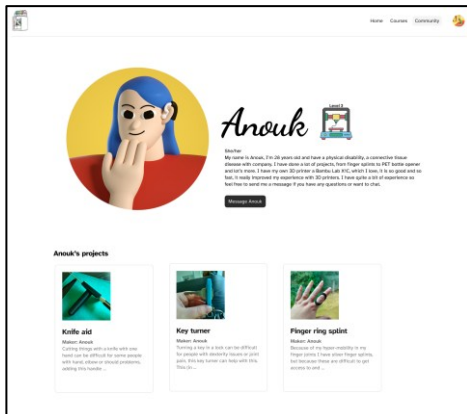 Home Courses Community
Anouk
Level 2
She/her
My name is Anouk, I'm 28 years old and have a physical disability, a connective tissue
disease with company. I have done a lot of projects, from finger splints to PET bottle opener
and lot's more. I have my own 3D printer a Bambu Lab X1C, which I love, it is so good and so
fast, it really improved my experience with 3D printers. I have quite a bit of experience so
feel free to send me a message if you have any questions or want to chat.
Message Anouk
Anouk's projects
Knife aid
Maker: Anouk
Cutting things with a knife with one
hand can be difficult for some people
with hand, elbow or should problems,
adding this handle ...
Key turner
Maker: Anouk
Turning a key in a lock can be difficult
for people with dexterity issues or joint
pain. this key turner can help with this.
This is ...
Finger ring splint
Maker: Anouk
Because of my hyper-mobility in my
finger joints I have silver finger splints,
but because these are difficult to get
access to and ...